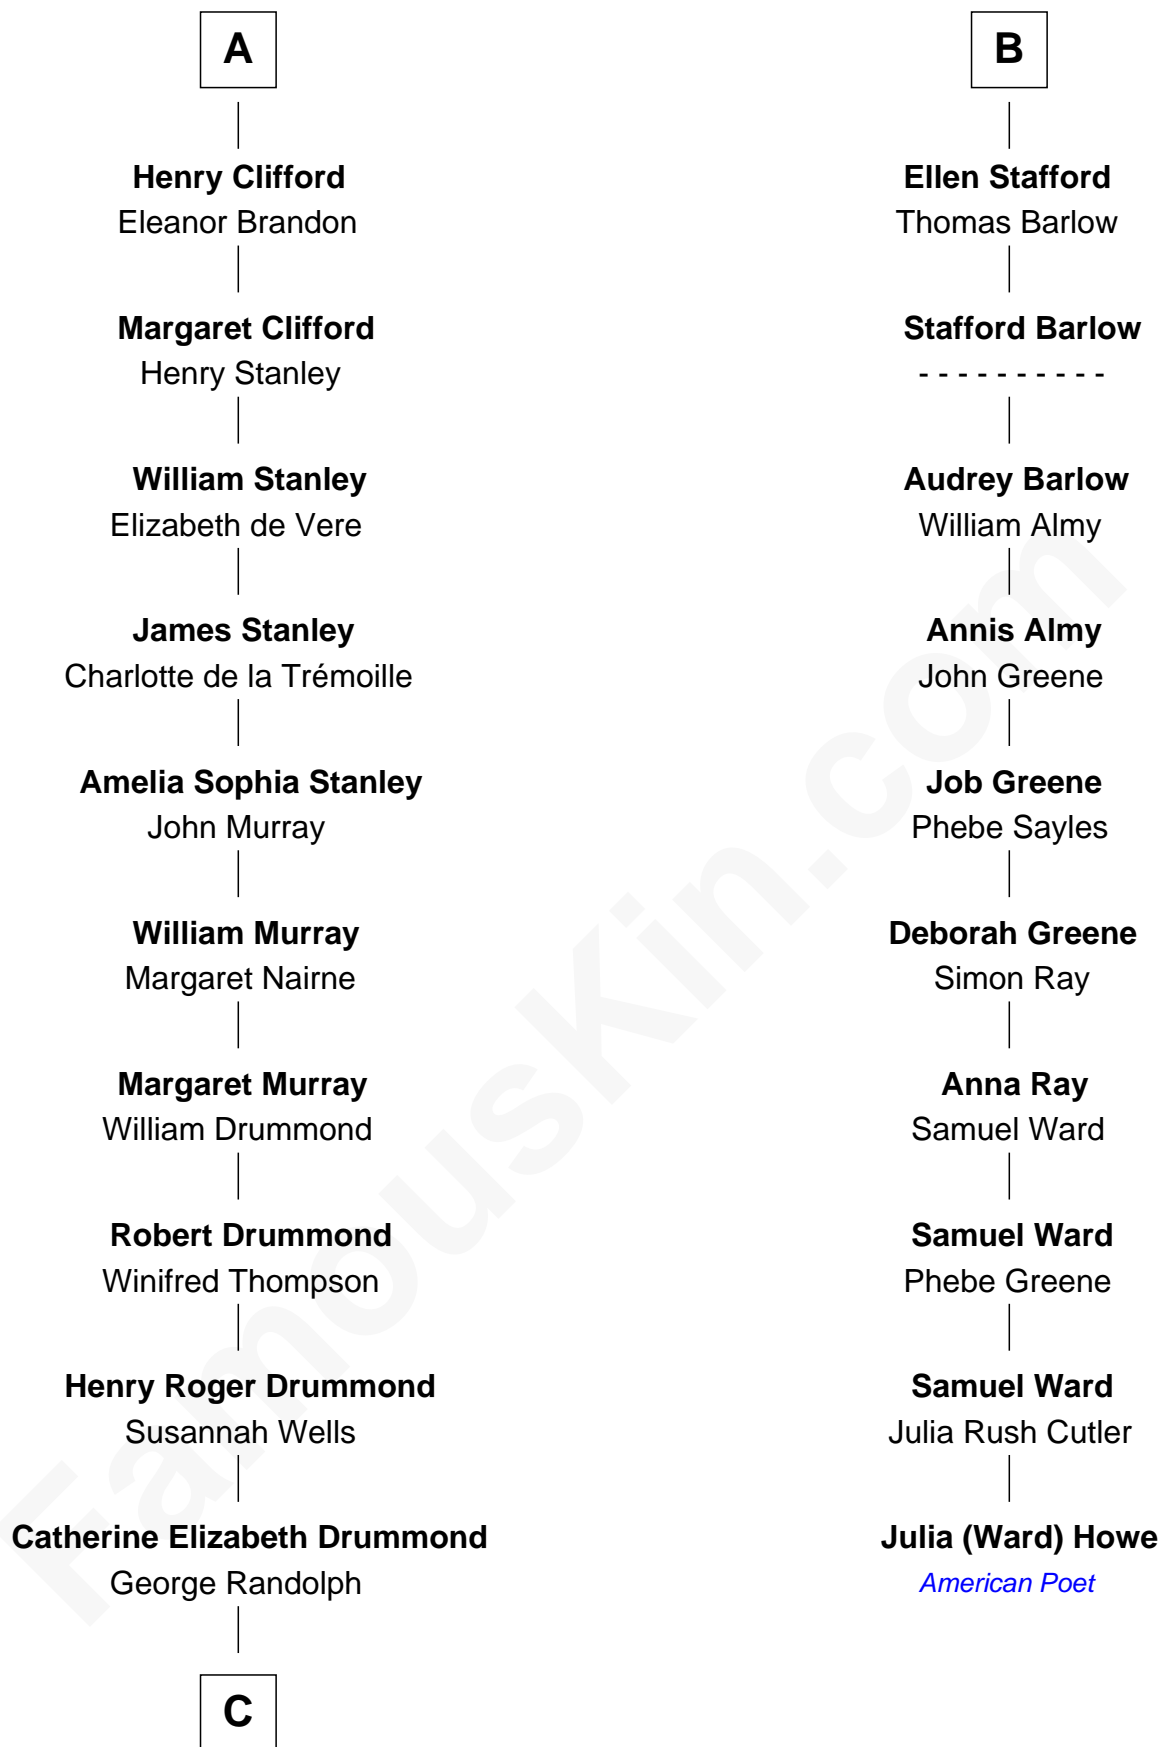 A
Henry Clifford
Eleanor Brandon
Margaret Clifford
Henry Stanley
William Stanley
Elizabeth de Vere
James Stanley
Charlotte de la Trémoille
Amelia Sophia Stanley
John Murray
William Murray
Margaret Nairne
Margaret Murray
William Drummond
Robert Drummond
Winifred Thompson
Henry Roger Drummond
Susannah Wells
Catherine Elizabeth Drummond
George Randolph
C
B
Ellen Stafford
Thomas Barlow
Stafford Barlow
- - - - - - - - - -
Audrey Barlow
William Almy
Annis Almy
John Greene
Job Greene
Phebe Sayles
Deborah Greene
Simon Ray
Anna Ray
Samuel Ward
Samuel Ward
Phebe Greene
Samuel Ward
Julia Rush Cutler
Julia (Ward) Howe
American Poet
FamousKin.com